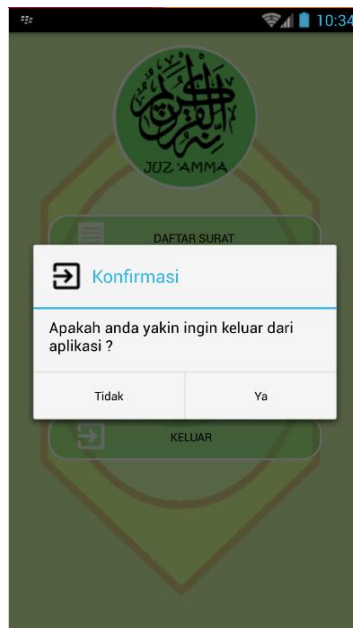 10:34
JUZ 'AMMA
DAFTAR SURAT
Konfirmasi
Apakah anda yakin ingin keluar dari
aplikasi ?
Tidak Ya
KELUAR